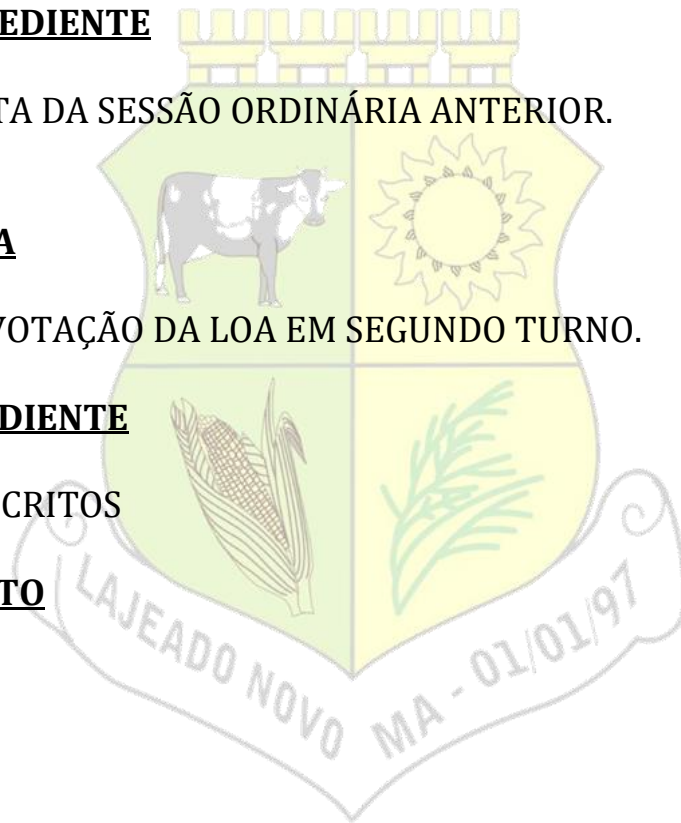 EDIENTE
TA DA SESSÃO ORDINÁRIA ANTERIOR.
A
VOTAÇÃO DA LOA EM SEGUNDO TURNO.
DIENTE
CRITOS
TO
LAJEADO NOVO MA - 01/01/97